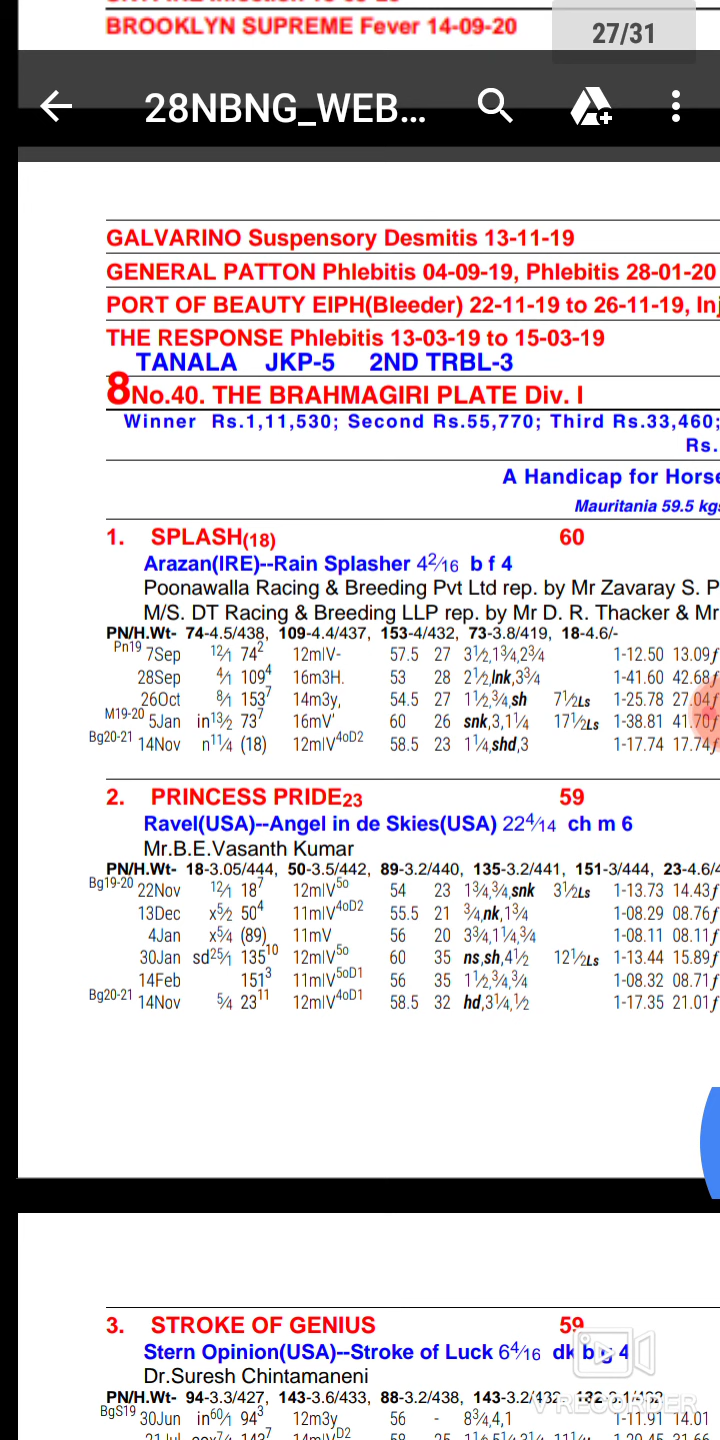 BROOKLYN SUPREME Fever 14-09-20
27/31
28NBNG_WEB...
GALVARINO Suspensory Desmitis 13-11-19
GENERAL PATTON Phlebitis 04-09-19, Phlebitis 28-01-20
PORT OF BEAUTY EIPH(Bleeder) 22-11-19 to 26-11-19, Inj
THE RESPONSE Phlebitis 13-03-19 to 15-03-19
TANALA JKP-5 2ND TRBL-3
8No.40. THE BRAHMAGIRI PLATE Div. I
Winner Rs.1,11,530; Second Rs.55,770; Third Rs.33,460;
Rs.
A Handicap for Horse
Mauritania 59.5 kgs
1. SPLASH(18) 60
Arazan(IRE)--Rain Splasher 4²⁄16 b f 4
Poonawalla Racing & Breeding Pvt Ltd rep. by Mr Zavaray S. P
M/S. DT Racing & Breeding LLP rep. by Mr D. R. Thacker & Mr
PN/H.Wt- 74-4.5/438, 109-4.4/437, 153-4/432, 73-3.8/419, 18-4.6/-
Pn19 7Sep 12⁄1 74² 12mIV- 57.5 27 3½,1¾,2¾ 1-12.50 13.09f
28Sep 4⁄1 109⁴ 16m3H. 53 28 2½,lnk,3¾ 1-41.60 42.68f
26Oct 8⁄1 153⁷ 14m3y, 54.5 27 1½,¾,sh 7½Ls 1-25.78 27.04f
M19-20 5Jan in13⁄2 73⁷ 16mV' 60 26 snk,3,1¼ 17½Ls 1-38.81 41.70f
Bg20-21 14Nov n11⁄4 (18) 12mIV4oD2 58.5 23 1¼,shd,3 1-17.74 17.74f
2. PRINCESS PRIDE23 59
Ravel(USA)--Angel in de Skies(USA) 22⁴⁄14 ch m 6
Mr.B.E.Vasanth Kumar
PN/H.Wt- 18-3.05/444, 50-3.5/442, 89-3.2/440, 135-3.2/441, 151-3/444, 23-4.6/4
Bg19-20 22Nov 12⁄1 18⁷ 12mIV5o 54 23 1¾,¾,snk 3½Ls 1-13.73 14.43f
13Dec x5⁄2 50⁴ 11mIV4oD2 55.5 21 ¾,nk,1¾ 1-08.29 08.76f
4Jan x5⁄4 (89) 11mV 56 20 3¾,1¼,¾ 1-08.11 08.11f
30Jan sd25⁄1 135¹⁰ 12mIV5o 60 35 ns,sh,4½ 12½Ls 1-13.44 15.89f
14Feb 151³ 11mIV5oD1 56 35 1½,¾,¾ 1-08.32 08.71f
Bg20-21 14Nov 5⁄4 23¹¹ 12mIV4oD1 58.5 32 hd,3¼,½ 1-17.35 21.01f
3. STROKE OF GENIUS 59
Stern Opinion(USA)--Stroke of Luck 6⁴⁄16 dk b g 4
Dr.Suresh Chintamaneni
PN/H.Wt- 94-3.3/427, 143-3.6/433, 88-3.2/438, 143-3.2/432,
BgS19 30Jun in60⁄1 94³ 12m3y 56 - 8¾,4,1 1-11.91 14.01
V RECORDER